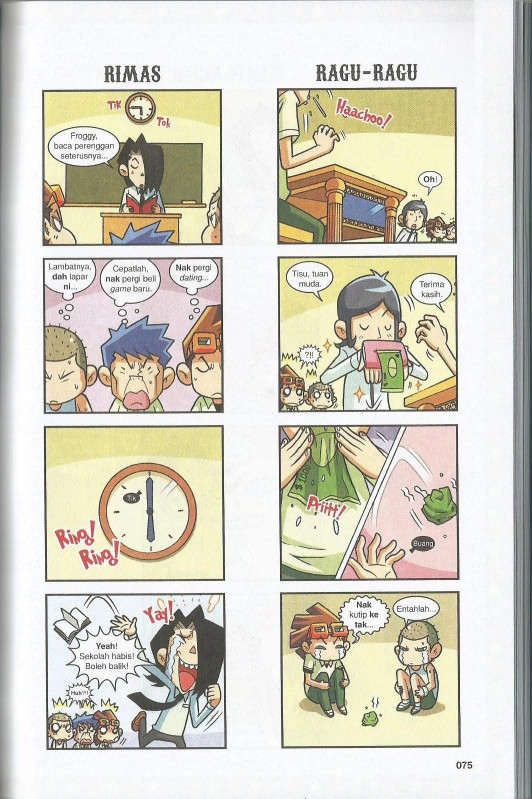 RIMAS
TIK
Tok
Froggy,
baca perenggan
seterusnya...
Lambatnya,
dah lapar
ni...
Cepatlah,
nak pergi beli
game baru.
Nak pergi
dating...
Tik
RING!
RING!
Yay!
Yeah!
Sekolah habis!
Boleh balik!
Huh?!!
RAGU-RAGU
Haachoo!
Oh!
Tisu, tuan
muda.
Terima
kasih.
?!!
Priitt!
Buang
Nak
kutip ke
tak...
Entahlah...
075